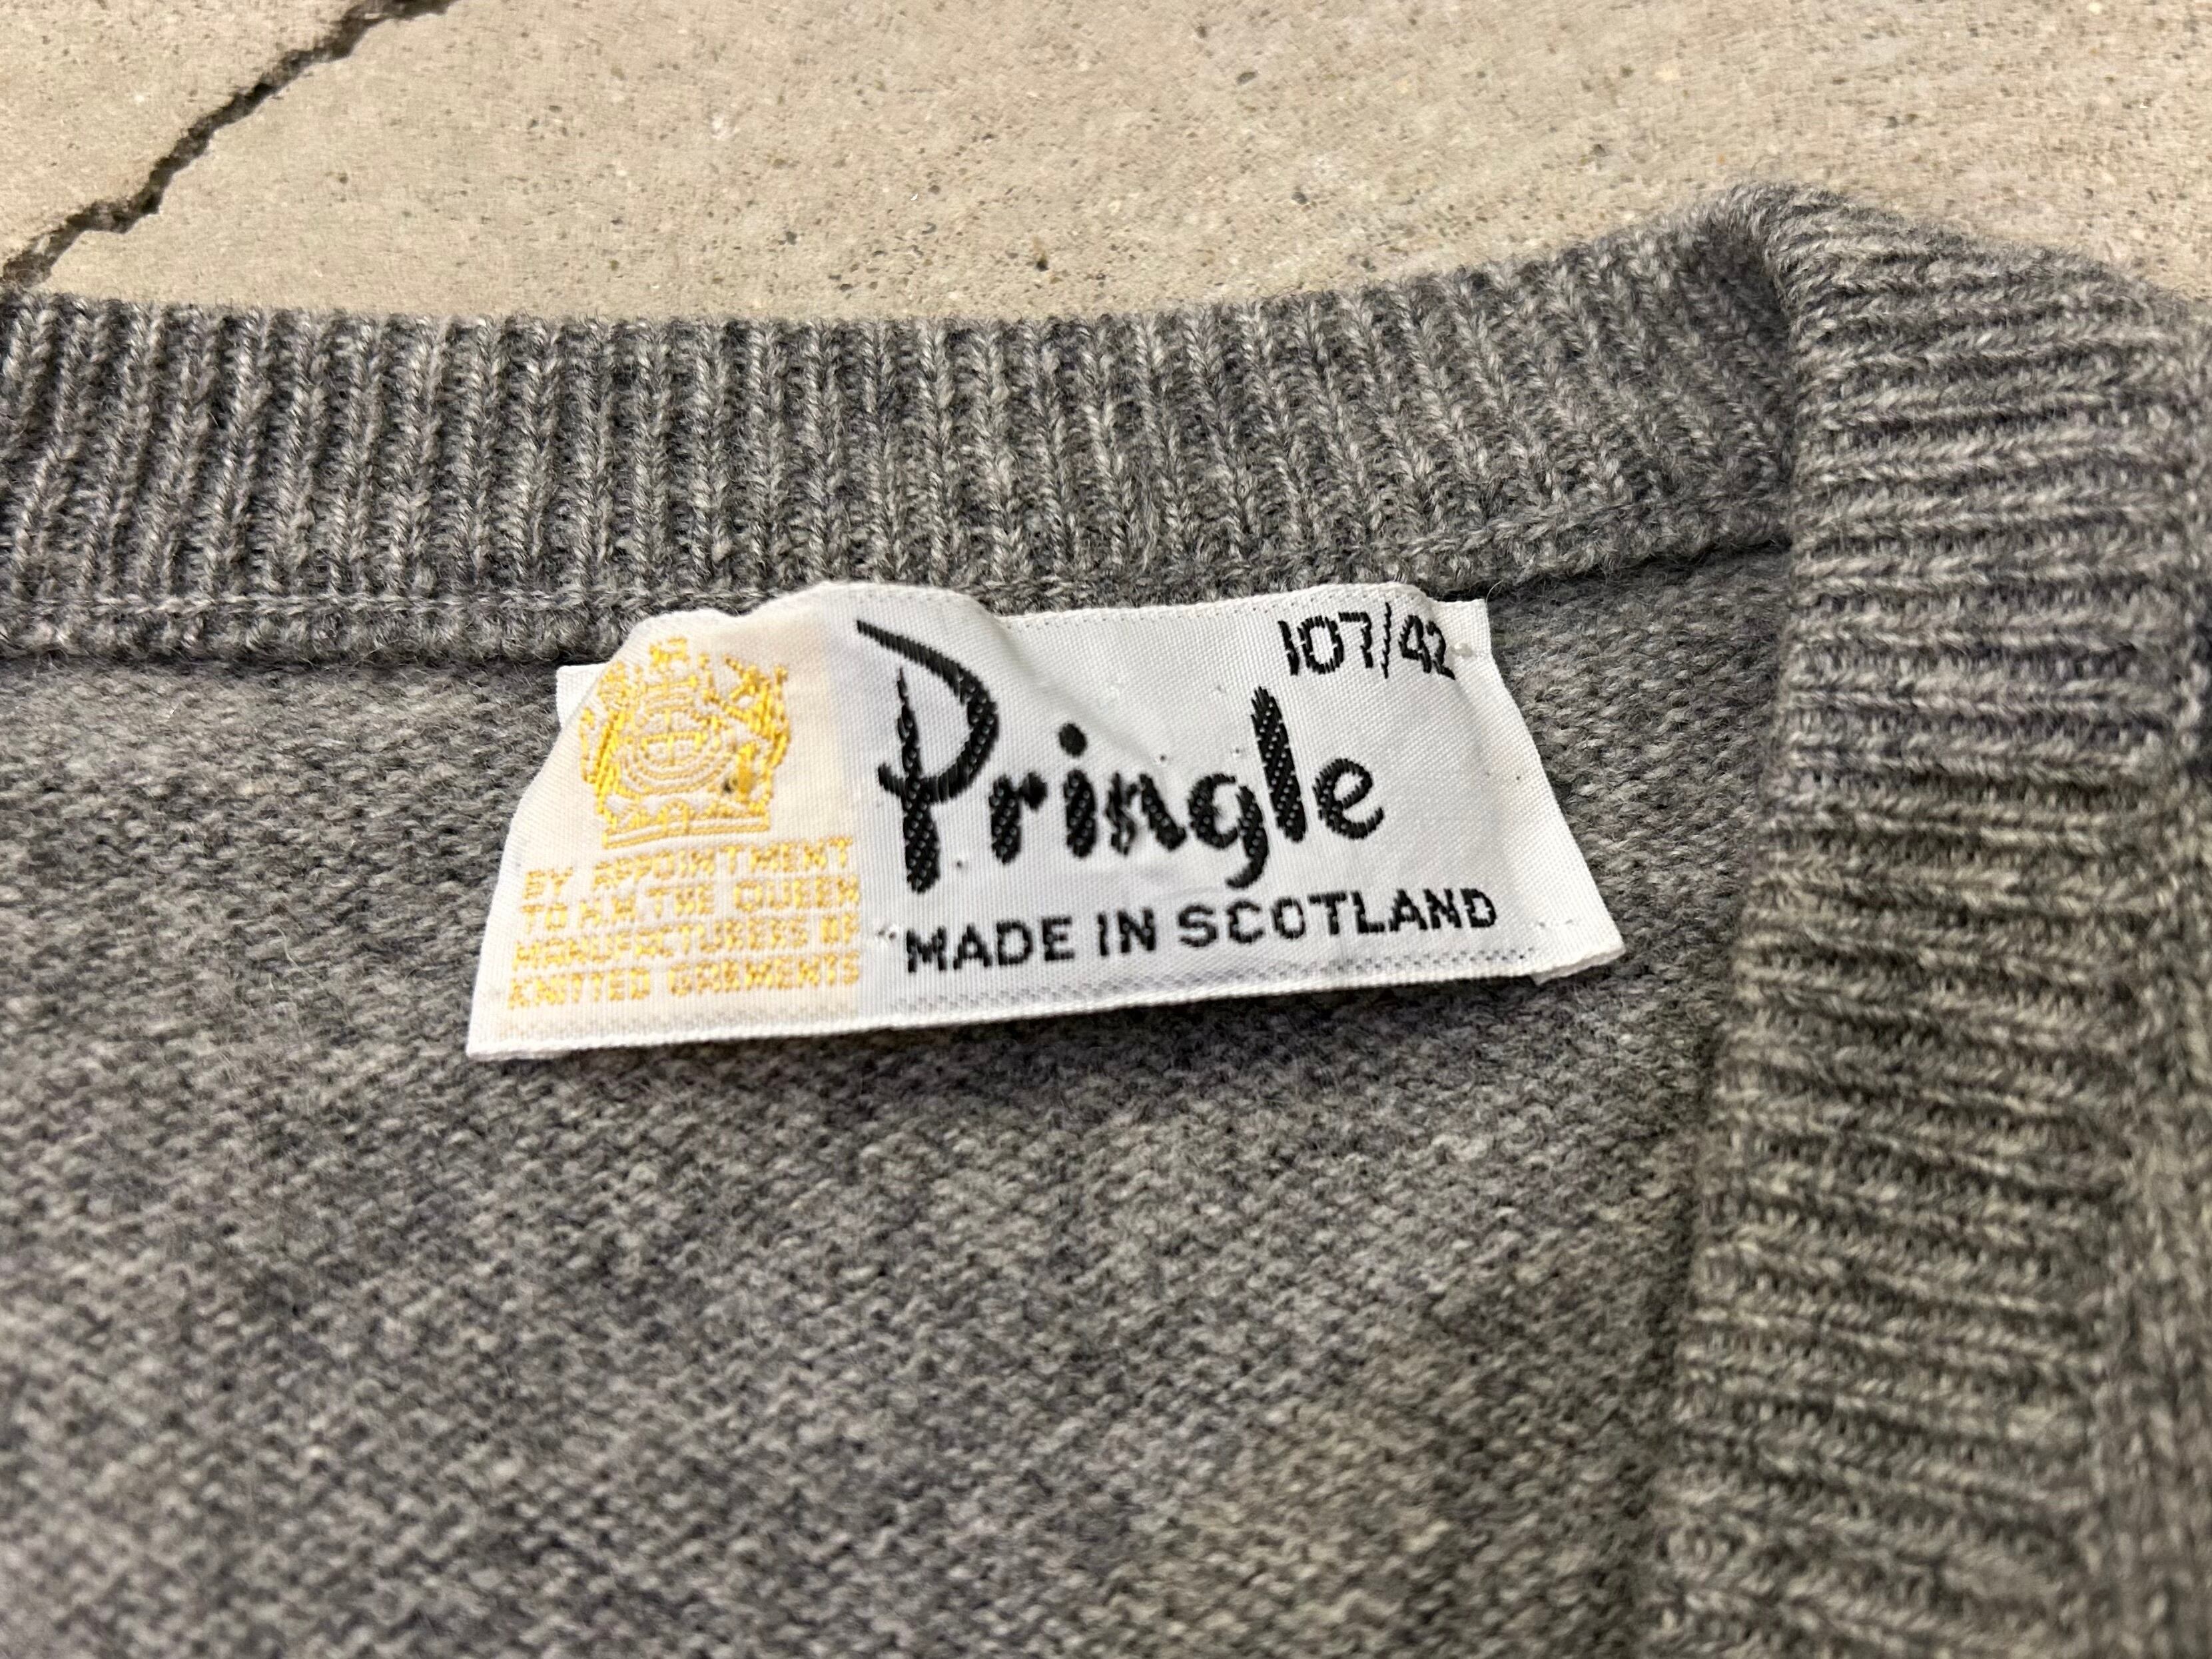 107/42
Pringle
MADE IN SCOTLAND
BY APPOINTMENT
TO H.M. THE QUEEN
MANUFACTURERS OF
KNITTED GARMENTS